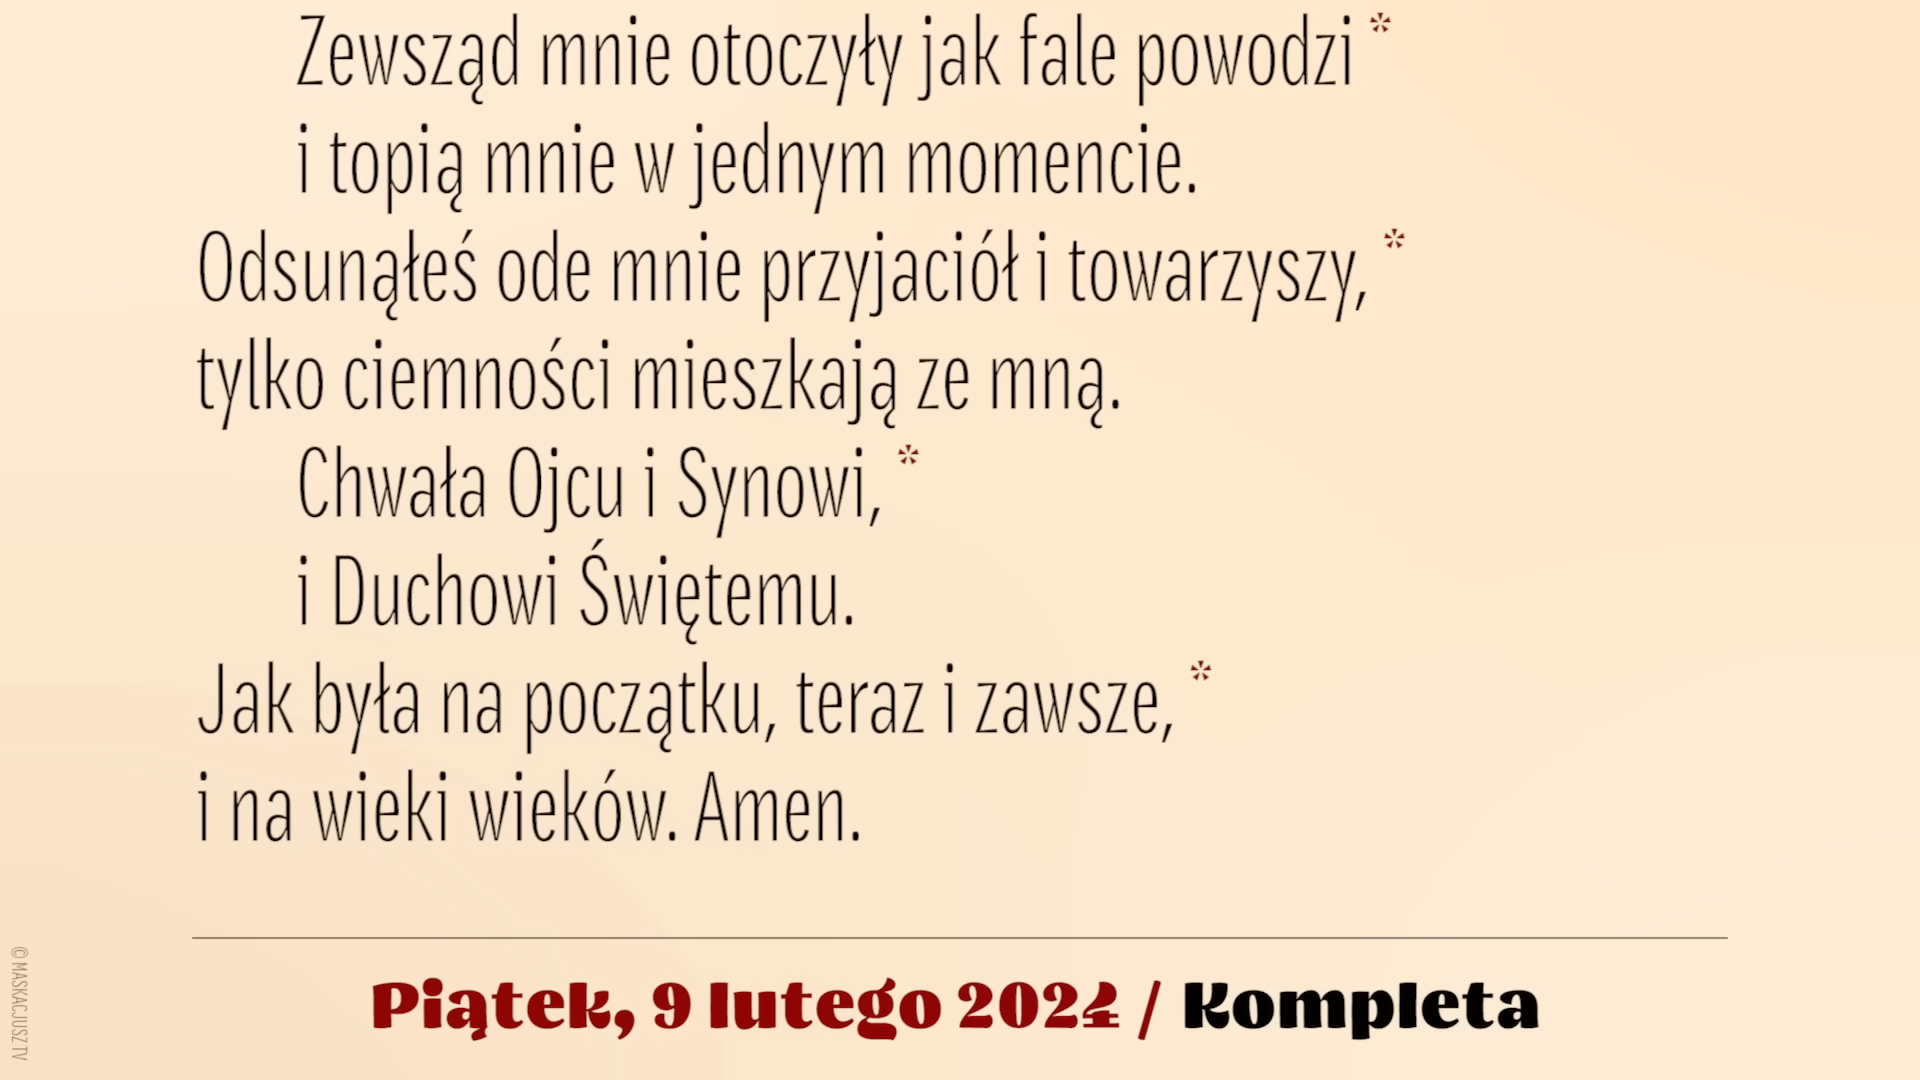 Zewsząd mnie otoczyły jak fale powodzi *
i topią mnie w jednym momencie.
Odsunąłeś ode mnie przyjaciół i towarzyszy, *
tylko ciemności mieszkają ze mną.
Chwała Ojcu i Synowi, *
i Duchowi Świętemu.
Jak była na początku, teraz i zawsze, *
i na wieki wieków. Amen.
Piątek, 9 lutego 2024 / Kompleta
© MASKACJUSZ TV